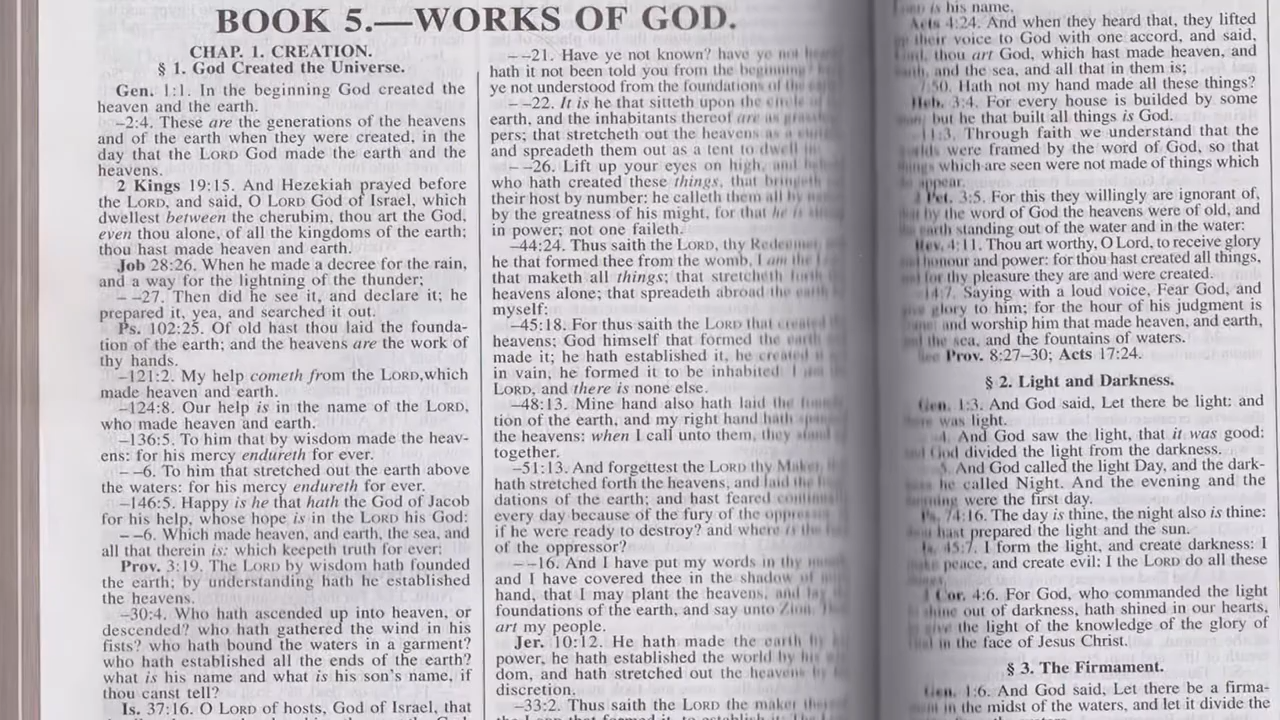 BOOK 5.—WORKS OF GOD.
CHAP. 1. CREATION.
§ 1. God Created the Universe.
Gen. 1:1. In the beginning God created the
heaven and the earth.
–2:4. These are the generations of the heavens
and of the earth when they were created, in the
day that the LORD God made the earth and the
heavens.
2 Kings 19:15. And Hezekiah prayed before
the LORD, and said, O LORD God of Israel, which
dwellest between the cherubim, thou art the God,
even thou alone, of all the kingdoms of the earth;
thou hast made heaven and earth.
Job 28:26. When he made a decree for the rain,
and a way for the lightning of the thunder;
– –27. Then did he see it, and declare it; he
prepared it, yea, and searched it out.
Ps. 102:25. Of old hast thou laid the founda-
tion of the earth; and the heavens are the work of
thy hands.
–121:2. My help cometh from the LORD,which
made heaven and earth.
–124:8. Our help is in the name of the LORD,
who made heaven and earth.
–136:5. To him that by wisdom made the heav-
ens: for his mercy endureth for ever.
– –6. To him that stretched out the earth above
the waters: for his mercy endureth for ever.
–146:5. Happy is he that hath the God of Jacob
for his help, whose hope is in the LORD his God:
– –6. Which made heaven, and earth, the sea, and
all that therein is: which keepeth truth for ever:
Prov. 3:19. The LORD by wisdom hath founded
the earth; by understanding hath he established
the heavens.
–30:4. Who hath ascended up into heaven, or
descended? who hath gathered the wind in his
fists? who hath bound the waters in a garment?
who hath established all the ends of the earth?
what is his name and what is his son's name, if
thou canst tell?
Is. 37:16. O LORD of hosts, God of Israel, that
– –21. Have ye not known? have ye not
hath it not been told you from the beginning?
ye not understood from the foundations of the
– –22. It is he that sitteth upon the circle of
earth, and the inhabitants thereof are as
pers; that stretcheth out the heavens as a
and spreadeth them out as a tent to dwell
– –26. Lift up your eyes on high, and
who hath created these things, that bringeth
their host by number: he calleth them all by
by the greatness of his might, for that he is
in power; not one faileth.
–44:24. Thus saith the LORD, thy Redeemer,
he that formed thee from the womb, I am the
that maketh all things; that stretcheth forth
heavens alone; that spreadeth abroad the earth
myself;
–45:18. For thus saith the LORD that created
heavens; God himself that formed the earth
made it; he hath established it, he created it
in vain, he formed it to be inhabited I am
LORD, and there is none else.
–48:13. Mine hand also hath laid the
tion of the earth, and my right hand hath
the heavens: when I call unto them, they stand
together.
–51:13. And forgettest the LORD thy Maker,
hath stretched forth the heavens, and laid the
dations of the earth; and hast feared
every day because of the fury of the
if he were ready to destroy? and where is the
of the oppressor?
– –16. And I have put my words in thy
and I have covered thee in the shadow of
hand, that I may plant the heavens, and lay
foundations of the earth, and say unto Zion,
art my people.
Jer. 10:12. He hath made the earth by
power, he hath established the world by his
dom, and hath stretched out the heavens
discretion.
–33:2. Thus saith the LORD the maker
is his name.
Acts 4:24. And when they heard that, they lifted
their voice to God with one accord, and said,
thou art God, which hast made heaven, and
and the sea, and all that in them is;
7:50. Hath not my hand made all these things?
Heb. 3:4. For every house is builded by some
but he that built all things is God.
11:3. Through faith we understand that the
were framed by the word of God, so that
which are seen were not made of things which
appear.
Pet. 3:5. For this they willingly are ignorant of,
by the word of God the heavens were of old, and
earth standing out of the water and in the water:
Rev. 4:11. Thou art worthy, O Lord, to receive glory
honour and power: for thou hast created all things,
for thy pleasure they are and were created.
14:7. Saying with a loud voice, Fear God, and
glory to him; for the hour of his judgment is
and worship him that made heaven, and earth,
the sea, and the fountains of waters.
Prov. 8:27–30; Acts 17:24.
§ 2. Light and Darkness.
Gen. 1:3. And God said, Let there be light: and
was light.
4. And God saw the light, that it was good:
God divided the light from the darkness.
5. And God called the light Day, and the dark-
he called Night. And the evening and the
were the first day.
Ps. 74:16. The day is thine, the night also is thine:
hast prepared the light and the sun.
Is. 45:7. I form the light, and create darkness: I
peace, and create evil: I the LORD do all these
Cor. 4:6. For God, who commanded the light
shine out of darkness, hath shined in our hearts,
give the light of the knowledge of the glory of
in the face of Jesus Christ.
§ 3. The Firmament.
Gen. 1:6. And God said, Let there be a firma-
in the midst of the waters, and let it divide the